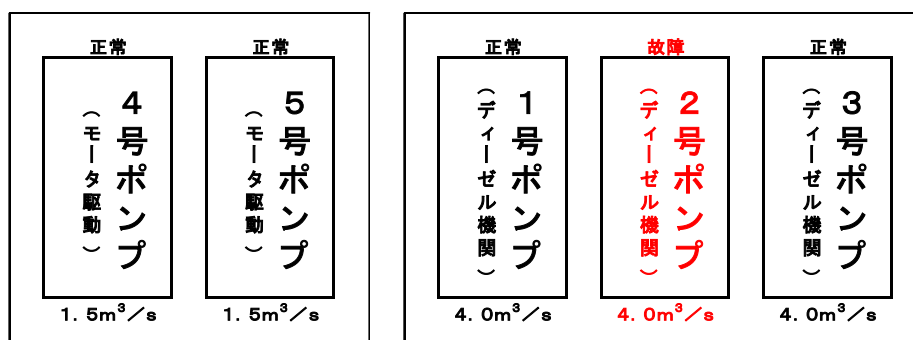 正常
4号ポンプ
（モータ駆動）
1．5m³／s
正常
5号ポンプ
（モータ駆動）
1．5m³／s
正常
1号ポンプ
（ディーゼル機関）
4．0m³／s
故障
2号ポンプ
（ディーゼル機関）
4．0m³／s
正常
3号ポンプ
（ディーゼル機関）
4．0m³／s